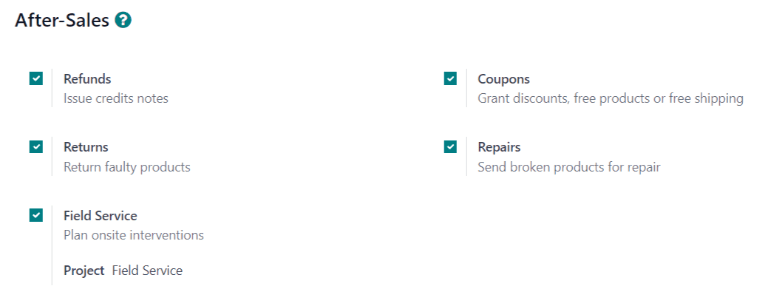 After-Sales ?
Refunds
Issue credits notes
Coupons
Grant discounts, free products or free shipping
Returns
Return faulty products
Repairs
Send broken products for repair
Field Service
Plan onsite interventions
Project Field Service